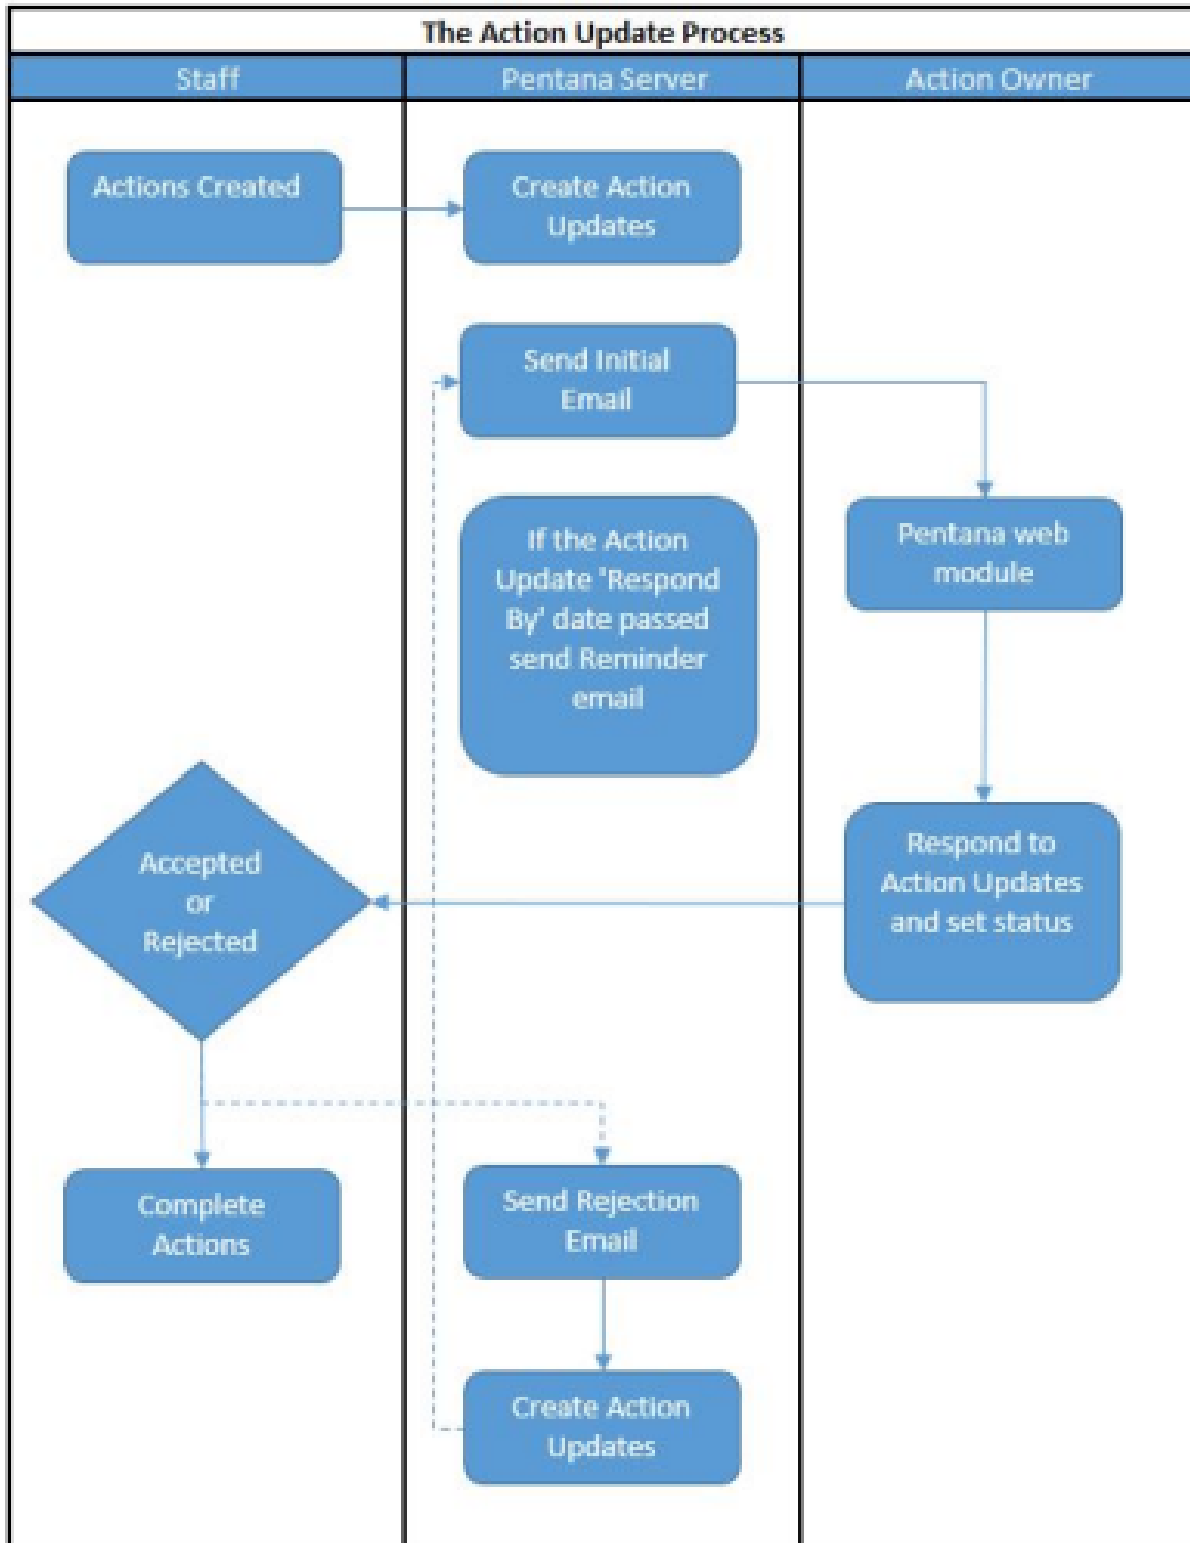 The Action Update Process
Staff
Pentana Server
Action Owner
Actions Created
Create Action
Updates
Send Initial
Email
If the Action
Update 'Respond
By' date passed
send Reminder
email
Pentana web
module
Respond to
Action Updates
and set status
Accepted
or
Rejected
Complete
Actions
Send Rejection
Email
Create Action
Updates